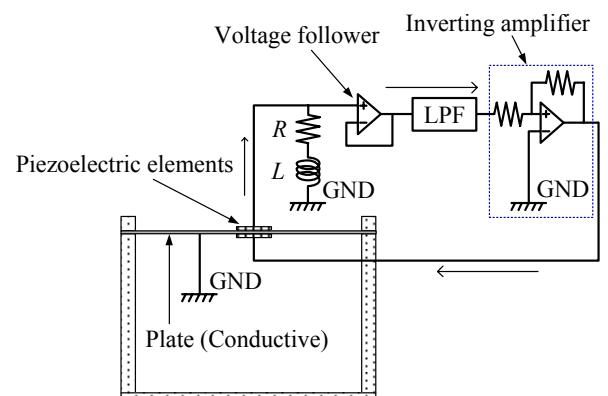 Inverting amplifier
Voltage follower
+
−
LPF
+
−
R
Piezoelectric elements
L
GND
GND
GND
Plate (Conductive)